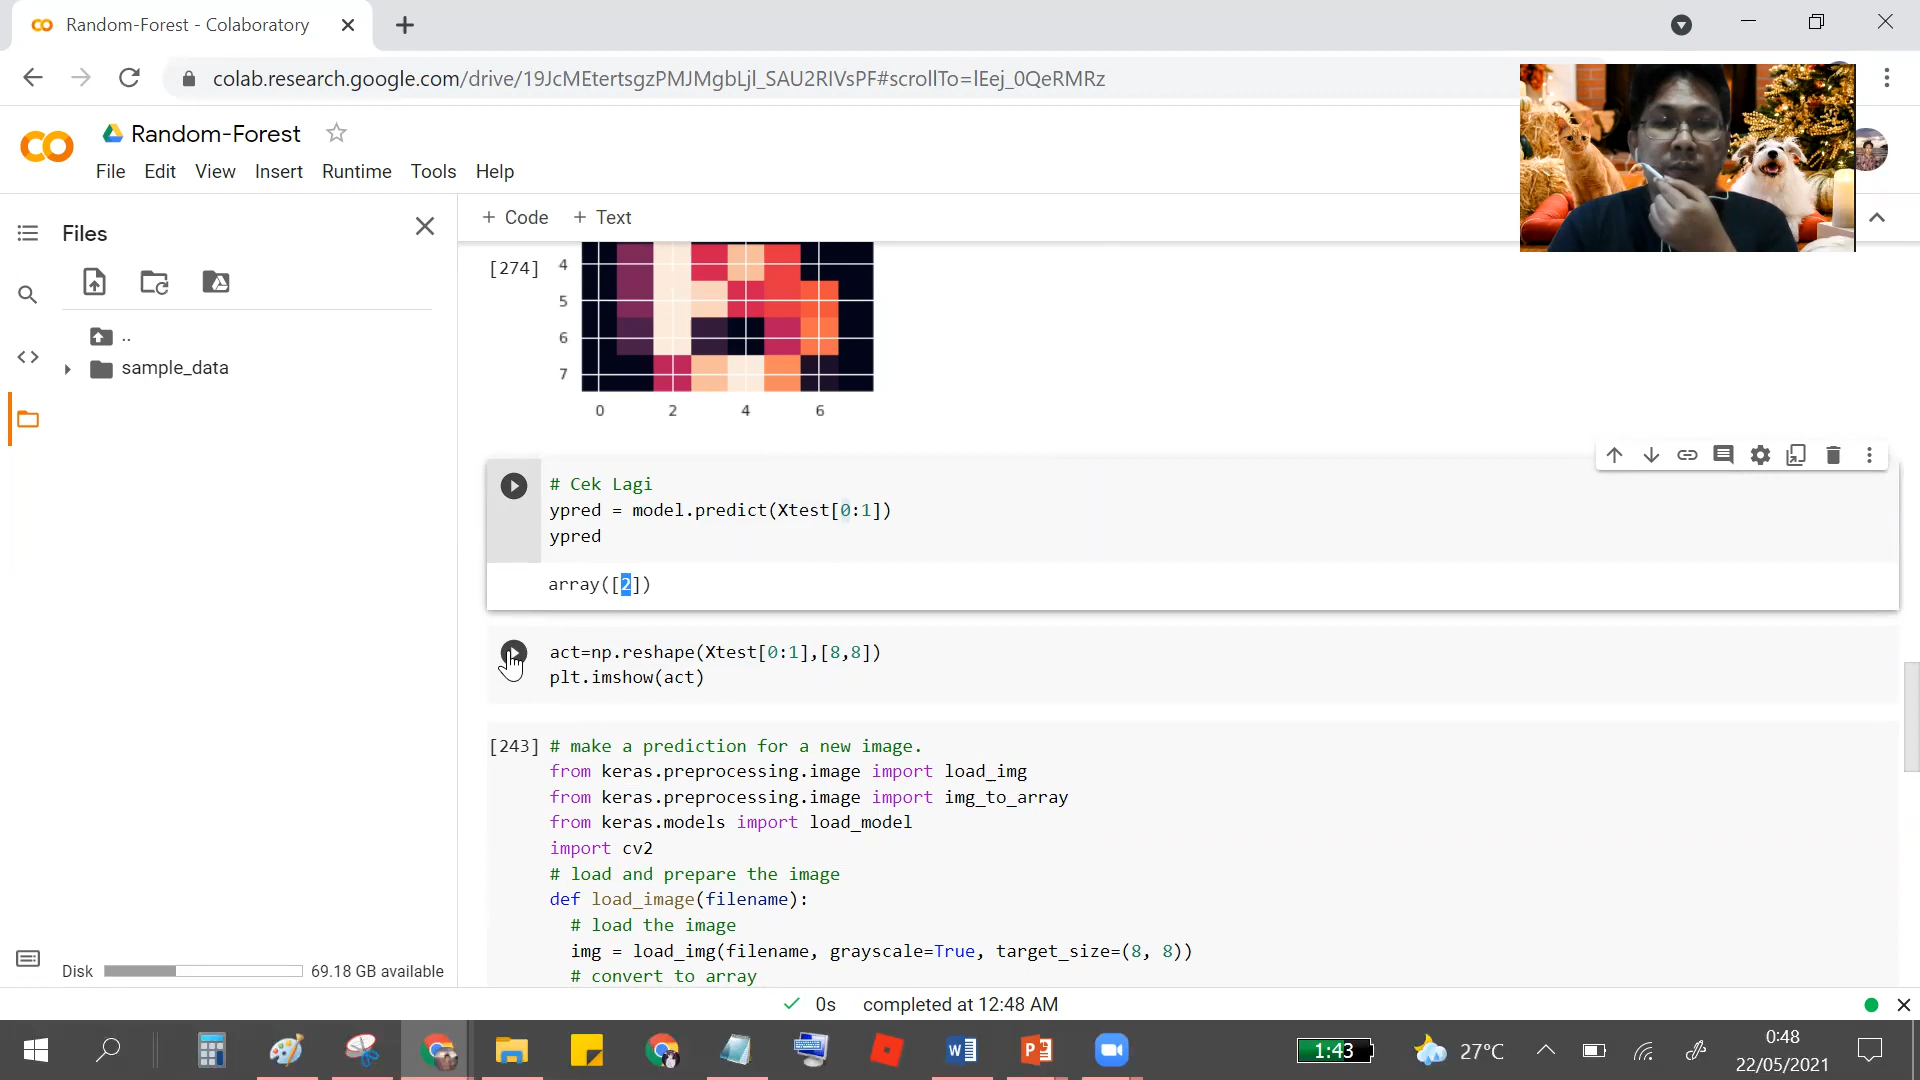 Random-Forest - Colaboratory
colab.research.google.com/drive/19JcMEtertsgzPMJMgbLjl_SAU2RIVsPF#scrollTo=lEej_0QeRMRz
Random-Forest
File Edit View Insert Runtime Tools Help
Files
+ Code + Text
..
sample_data
[274]
4
5
6
7
0 2 4 6
# Cek Lagi
ypred = model.predict(Xtest[0:1])
ypred
array([2])
act=np.reshape(Xtest[0:1],[8,8])
plt.imshow(act)
[243] # make a prediction for a new image.
from keras.preprocessing.image import load_img
from keras.preprocessing.image import img_to_array
from keras.models import load_model
import cv2
# load and prepare the image
def load_image(filename):
# load the image
img = load_img(filename, grayscale=True, target_size=(8, 8))
# convert to array
Disk 69.18 GB available
0s completed at 12:48 AM
1:43
27°C
0:48
22/05/2021